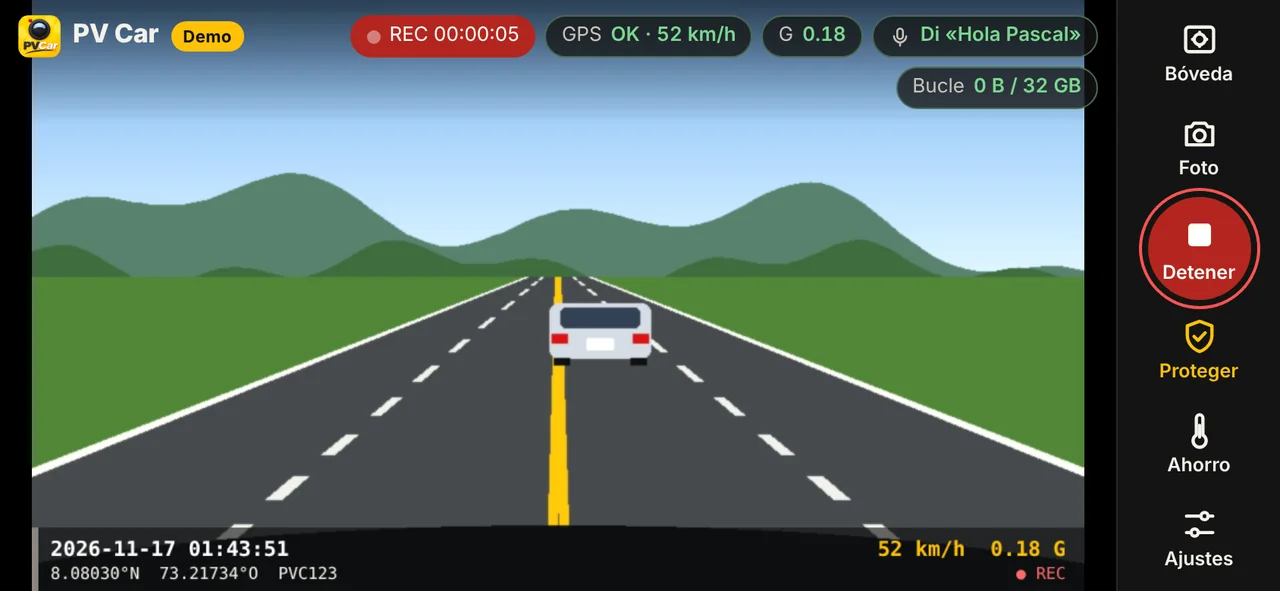 PV Car
PV Car
Demo
REC 00:00:05
GPS OK · 52 km/h
G 0.18
Di «Hola Pascal»
Bucle 0 B / 32 GB
Bóveda
Foto
Detener
Proteger
Ahorro
Ajustes
2026-11-17 01:43:51
52 km/h 0.18 G
8.08030°N 73.21734°O PVC123
REC